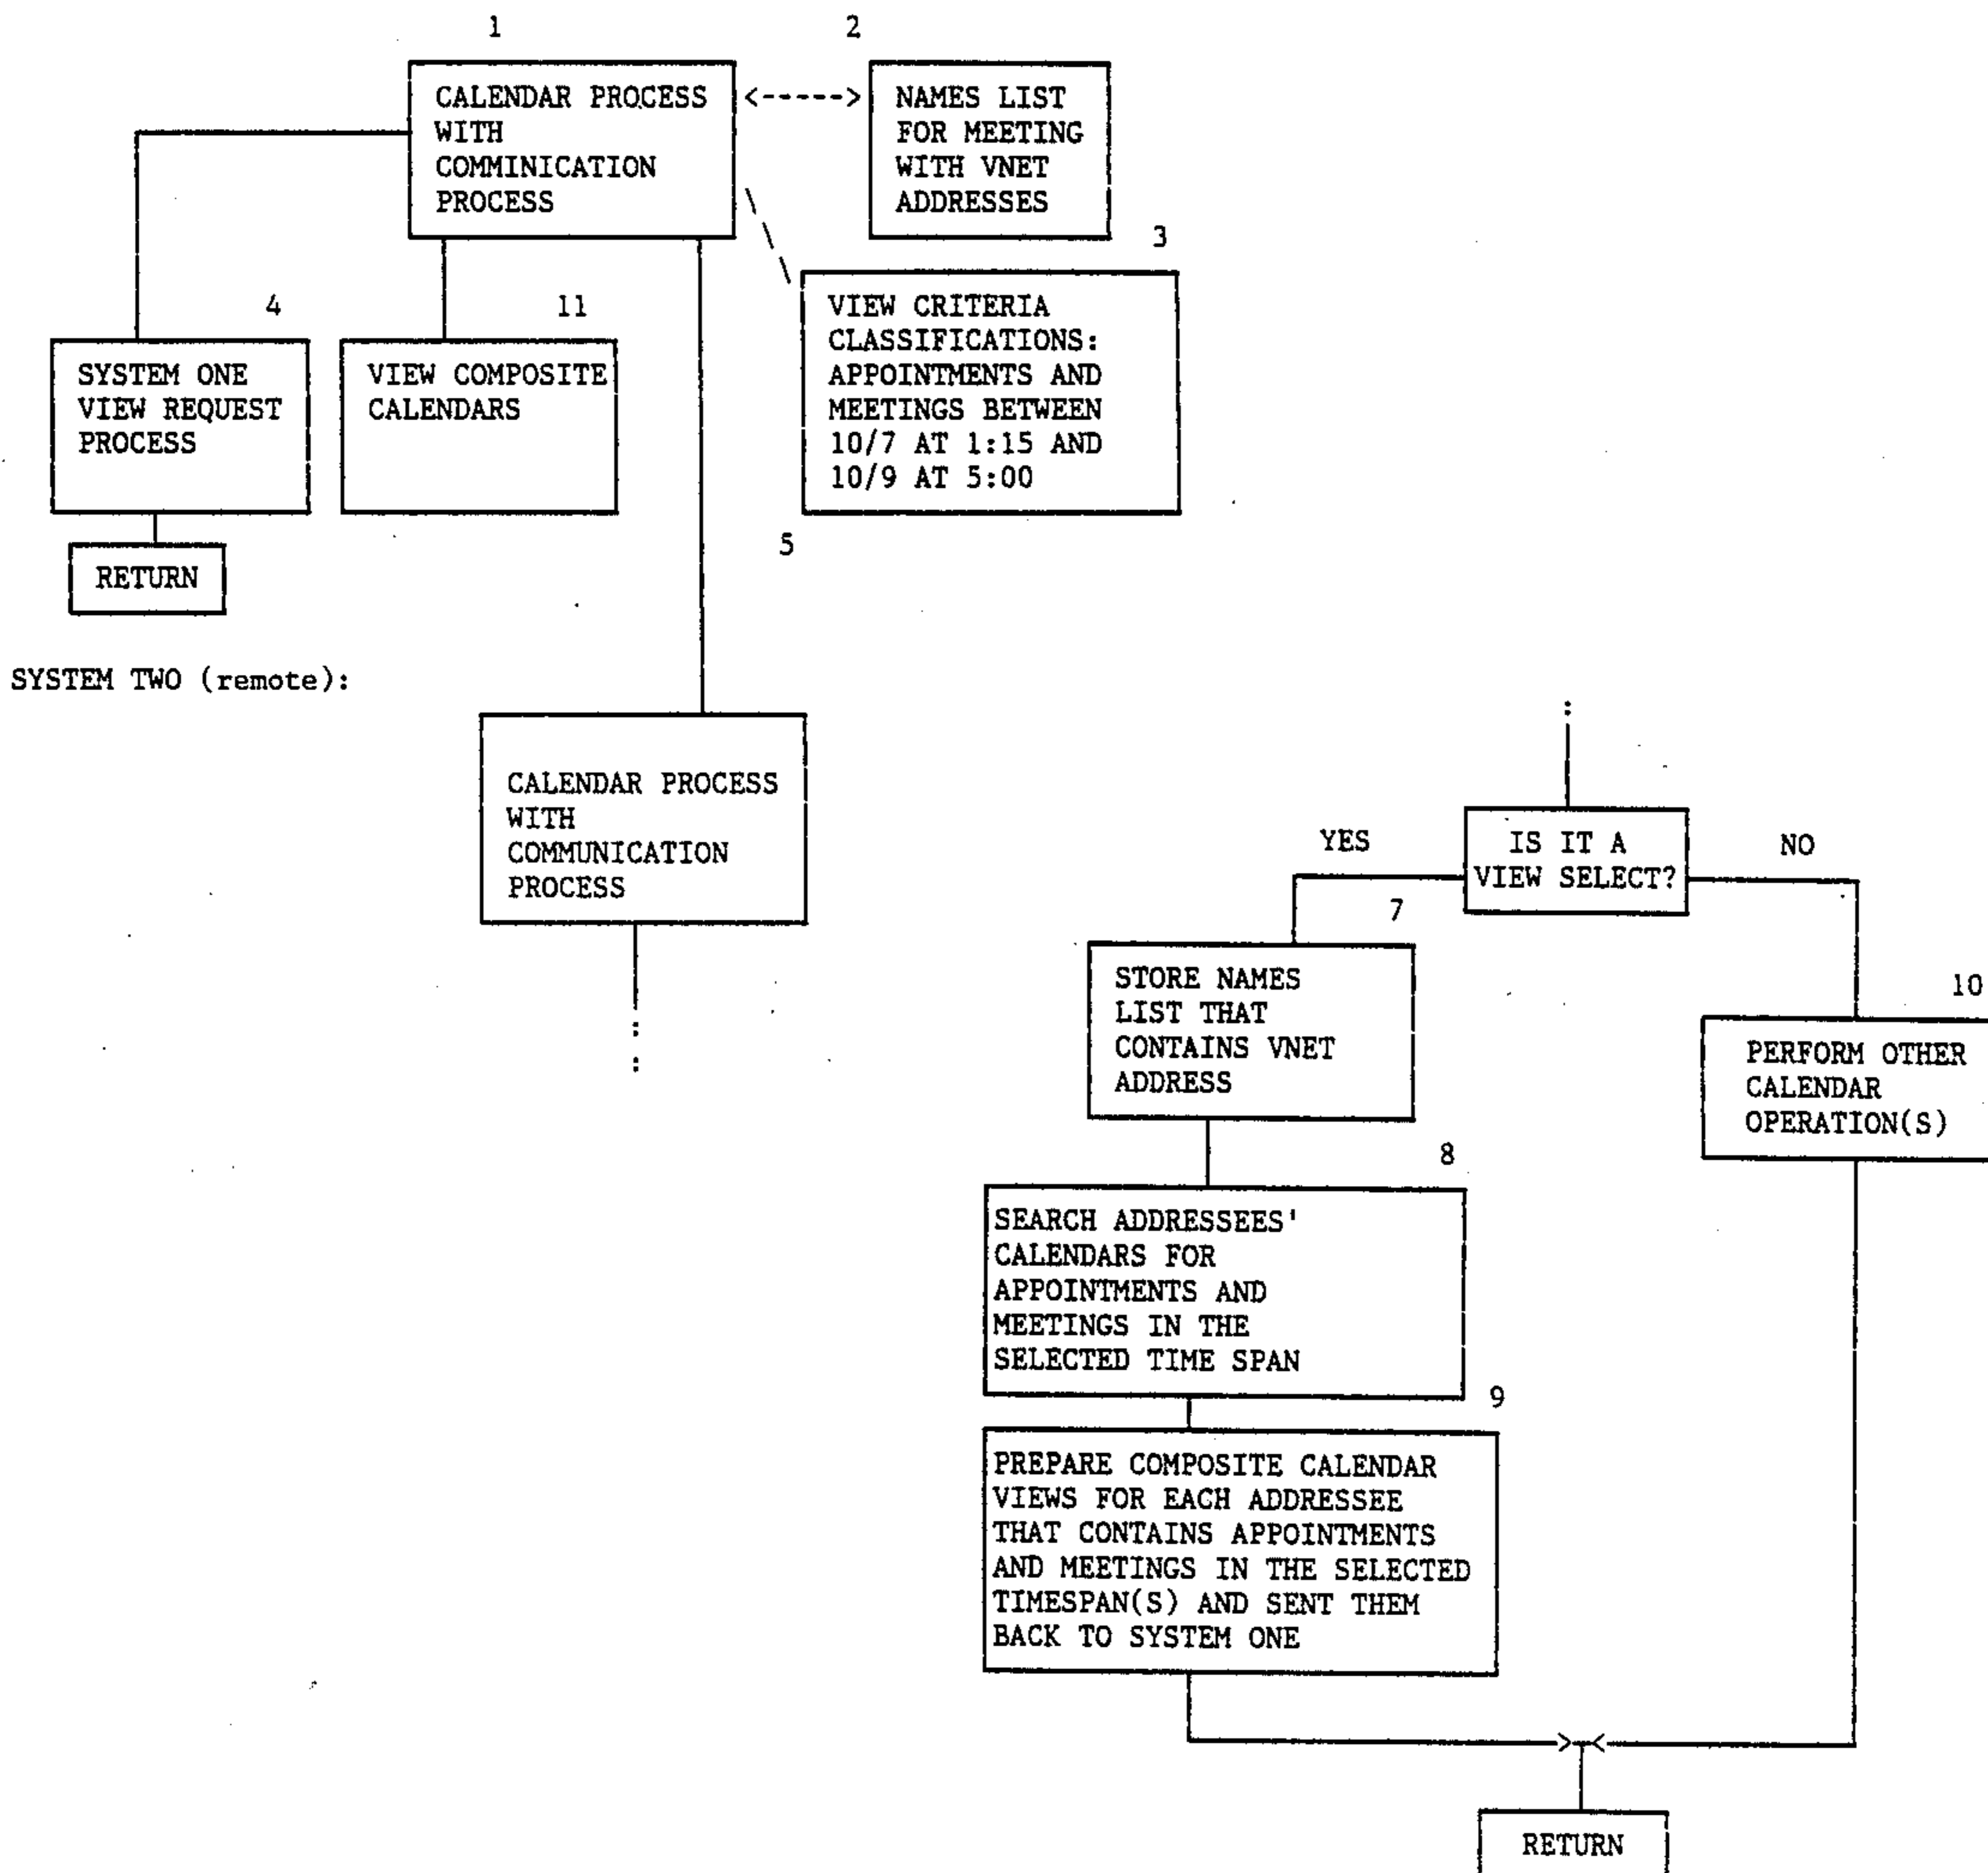 1
2
CALENDAR PROCESS
WITH
COMMINICATION
PROCESS
<----->
NAMES LIST
FOR MEETING
WITH VNET
ADDRESSES
3
VIEW CRITERIA
CLASSIFICATIONS:
APPOINTMENTS AND
MEETINGS BETWEEN
10/7 AT 1:15 AND
10/9 AT 5:00
4
SYSTEM ONE
VIEW REQUEST
PROCESS
11
VIEW COMPOSITE
CALENDARS
RETURN
5
SYSTEM TWO (remote):
CALENDAR PROCESS
WITH
COMMUNICATION
PROCESS
:
:
:
IS IT A
VIEW SELECT?
YES
NO
7
STORE NAMES
LIST THAT
CONTAINS VNET
ADDRESS
10
PERFORM OTHER
CALENDAR
OPERATION(S)
8
SEARCH ADDRESSEES'
CALENDARS FOR
APPOINTMENTS AND
MEETINGS IN THE
SELECTED TIME SPAN
9
PREPARE COMPOSITE CALENDAR
VIEWS FOR EACH ADDRESSEE
THAT CONTAINS APPOINTMENTS
AND MEETINGS IN THE SELECTED
TIMESPAN(S) AND SENT THEM
BACK TO SYSTEM ONE
RETURN